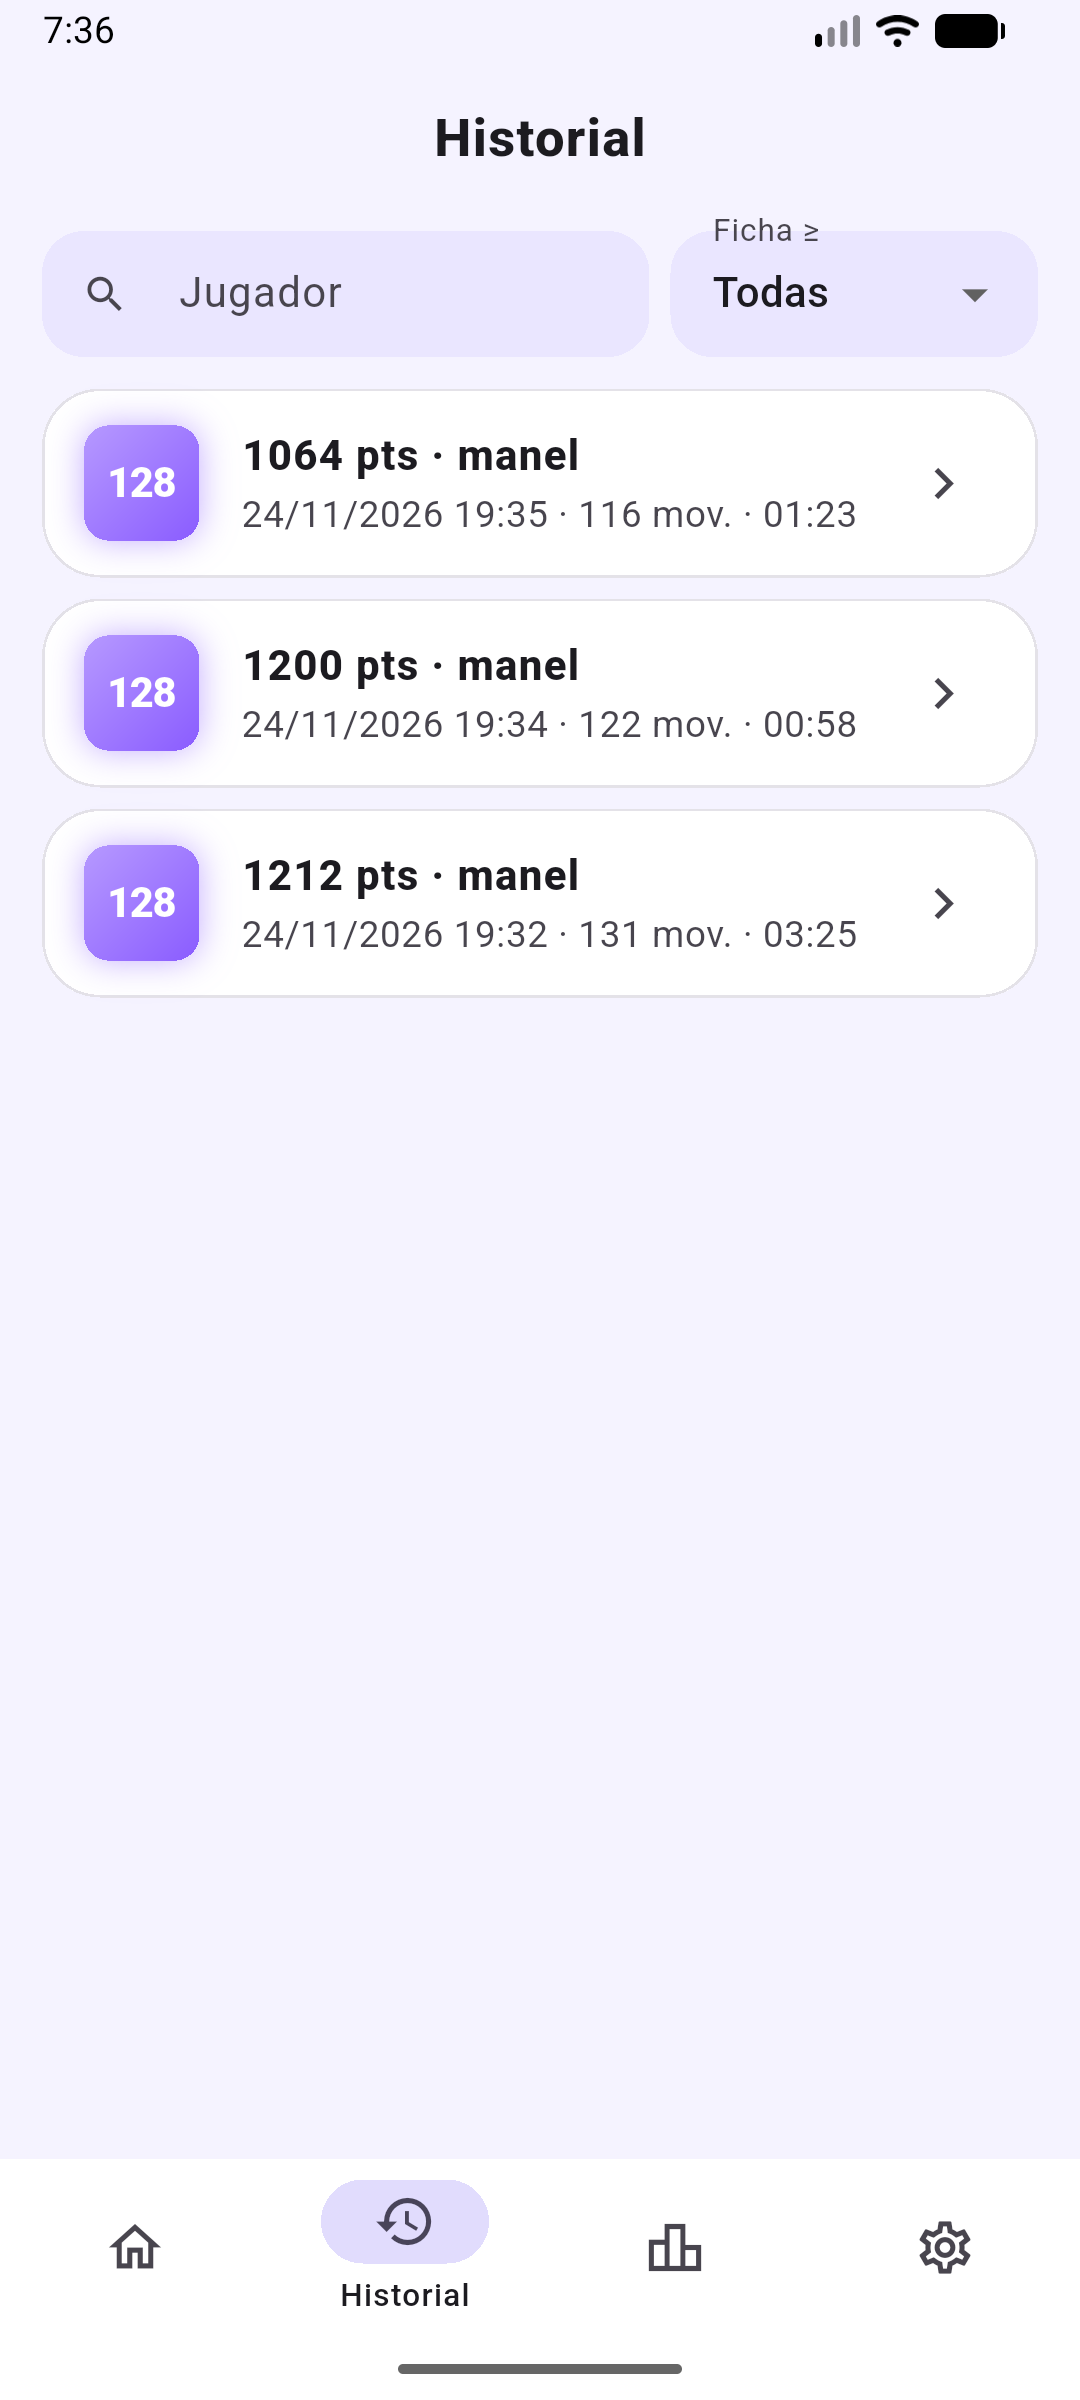 7:36
Historial
Jugador
Ficha ≥
Todas
128
1064 pts · manel
24/11/2026 19:35 · 116 mov. · 01:23
128
1200 pts · manel
24/11/2026 19:34 · 122 mov. · 00:58
128
1212 pts · manel
24/11/2026 19:32 · 131 mov. · 03:25
Historial